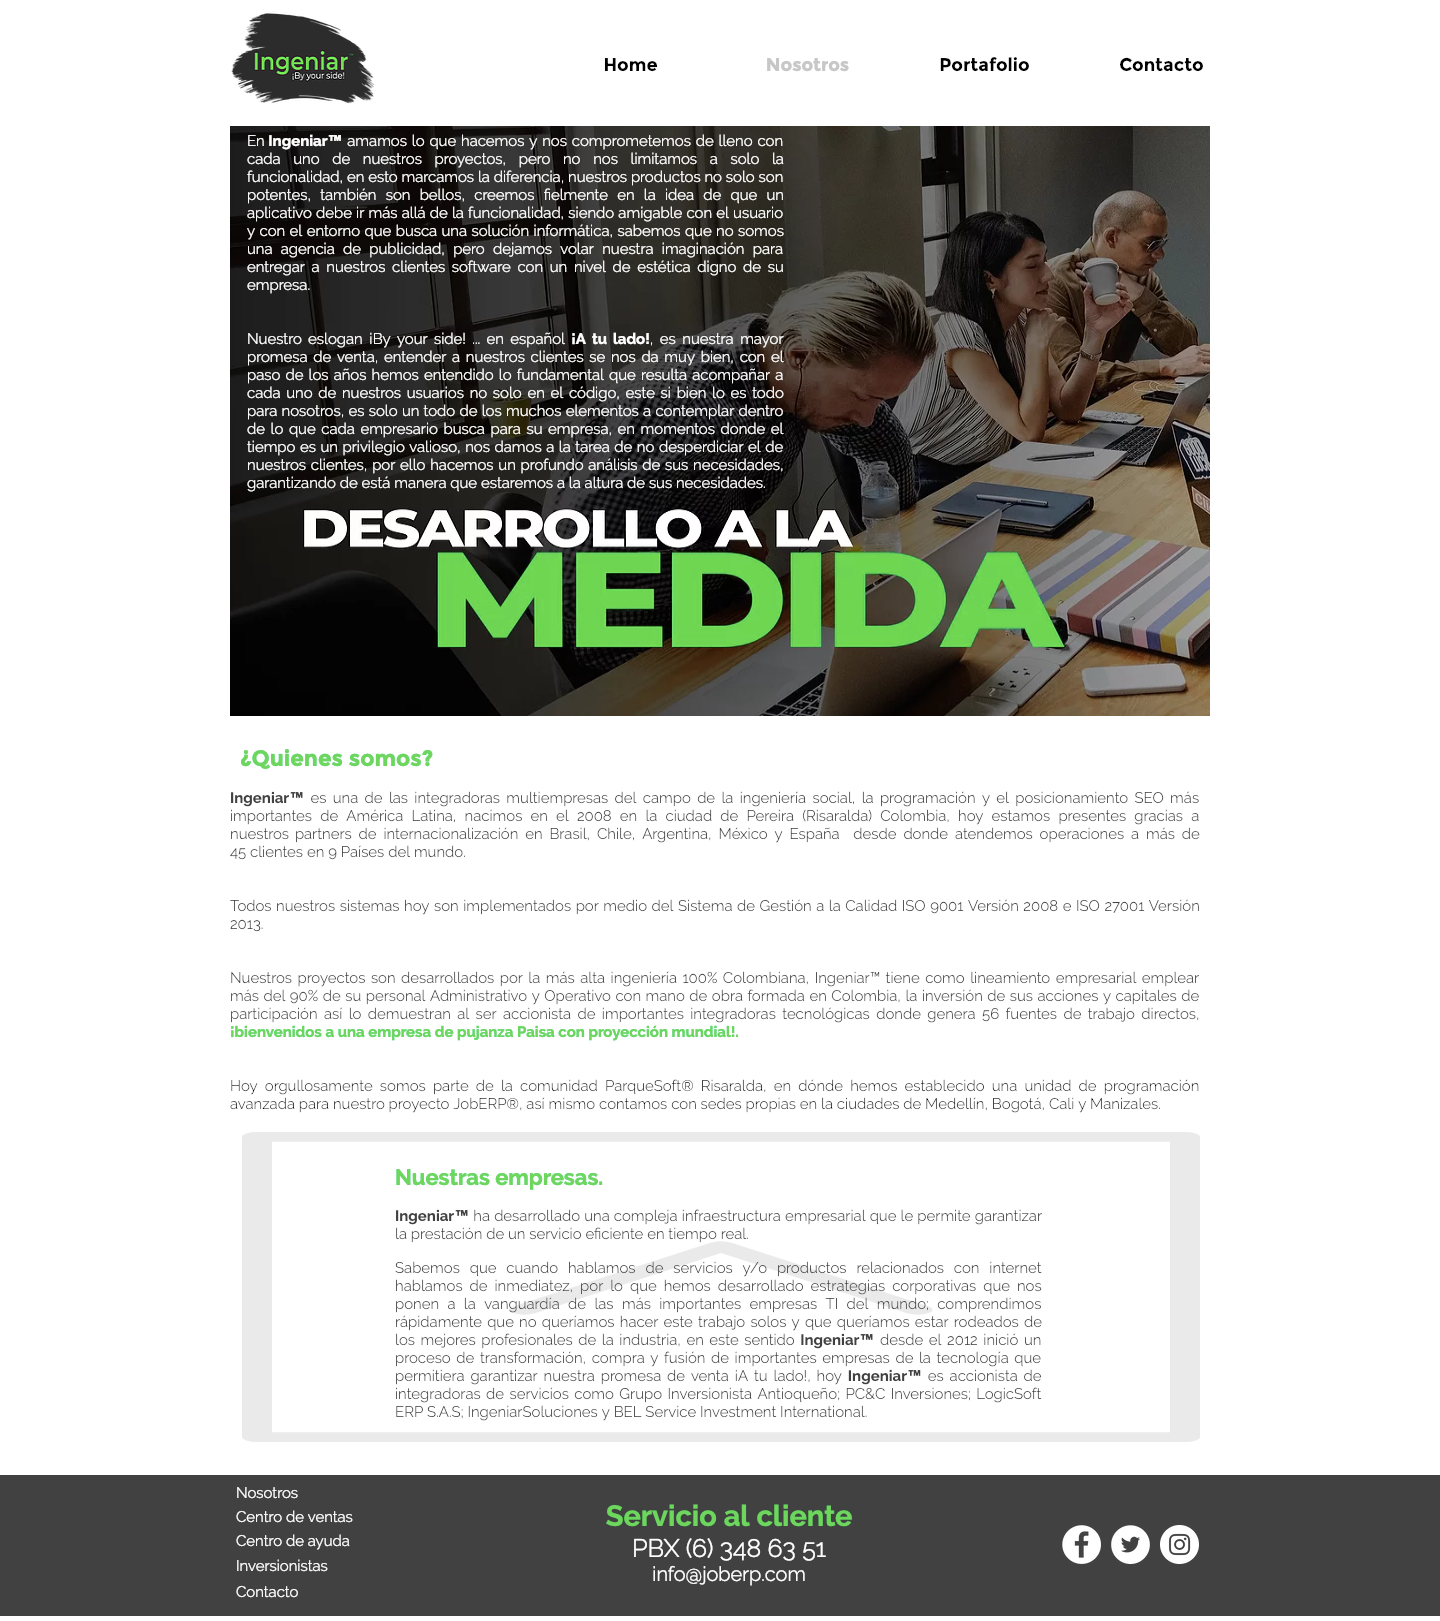 Ingeniar
¡By your side!
Home
Nosotros
Portafolio
Contacto
En Ingeniar™ amamos lo que hacemos y nos comprometemos de lleno con
cada uno de nuestros proyectos, pero no nos limitamos a solo la
funcionalidad, en esto marcamos la diferencia, nuestros productos no solo son
potentes, también son bellos, creemos fielmente en la idea de que un
aplicativo debe ir más allá de la funcionalidad, siendo amigable con el usuario
y con el entorno que busca una solución informática, sabemos que no somos
una agencia de publicidad, pero dejamos volar nuestra imaginación para
entregar a nuestros clientes software con un nivel de estética digno de su
empresa.
Nuestro eslogan ¡By your side! ... en español ¡A tu lado!, es nuestra mayor
promesa de venta, entender a nuestros clientes se nos da muy bien, con el
paso de los años hemos entendido lo fundamental que resulta acompañar a
cada uno de nuestros usuarios no solo en el código, este si bien lo es todo
para nosotros, es solo un todo de los muchos elementos a contemplar dentro
de lo que cada empresario busca para su empresa, en momentos donde el
tiempo es un privilegio valioso, nos damos a la tarea de no desperdiciar el de
nuestros clientes, por ello hacemos un profundo análisis de sus necesidades,
garantizando de está manera que estaremos a la altura de sus necesidades.
DESARROLLO A LA
MEDIDA
¿Quienes somos?
Ingeniar™ es una de las integradoras multiempresas del campo de la ingeniería social, la programación y el posicionamiento SEO más
importantes de América Latina, nacimos en el 2008 en la ciudad de Pereira (Risaralda) Colombia, hoy estamos presentes gracias a
nuestros partners de internacionalización en Brasil, Chile, Argentina, México y España desde donde atendemos operaciones a más de
45 clientes en 9 Países del mundo.
Todos nuestros sistemas hoy son implementados por medio del Sistema de Gestión a la Calidad ISO 9001 Versión 2008 e ISO 27001 Versión
2013.
Nuestros proyectos son desarrollados por la más alta ingeniería 100% Colombiana, Ingeniar™ tiene como lineamiento empresarial emplear
más del 90% de su personal Administrativo y Operativo con mano de obra formada en Colombia, la inversión de sus acciones y capitales de
participación así lo demuestran al ser accionista de importantes integradoras tecnológicas donde genera 56 fuentes de trabajo directos,
¡bienvenidos a una empresa de pujanza Paisa con proyección mundial!.
Hoy orgullosamente somos parte de la comunidad ParqueSoft® Risaralda, en dónde hemos establecido una unidad de programación
avanzada para nuestro proyecto JobERP®, así mismo contamos con sedes propias en la ciudades de Medellín, Bogotá, Cali y Manizales.
Nuestras empresas.
Ingeniar™ ha desarrollado una compleja infraestructura empresarial que le permite garantizar
la prestación de un servicio eficiente en tiempo real.
Sabemos que cuando hablamos de servicios y/o productos relacionados con internet
hablamos de inmediatez, por lo que hemos desarrollado estrategias corporativas que nos
ponen a la vanguardia de las más importantes empresas TI del mundo; comprendimos
rápidamente que no queríamos hacer este trabajo solos y que queríamos estar rodeados de
los mejores profesionales de la industria, en este sentido Ingeniar™ desde el 2012 inició un
proceso de transformación, compra y fusión de importantes empresas de la tecnología que
permitiera garantizar nuestra promesa de venta ¡A tu lado!, hoy Ingeniar™ es accionista de
integradoras de servicios como Grupo Inversionista Antioqueño; PC&C Inversiones; LogicSoft
ERP S.A.S; IngeniarSoluciones y BEL Service Investment International.
Nosotros
Centro de ventas
Centro de ayuda
Inversionistas
Contacto
Servicio al cliente
PBX (6) 348 63 51
info@joberp.com